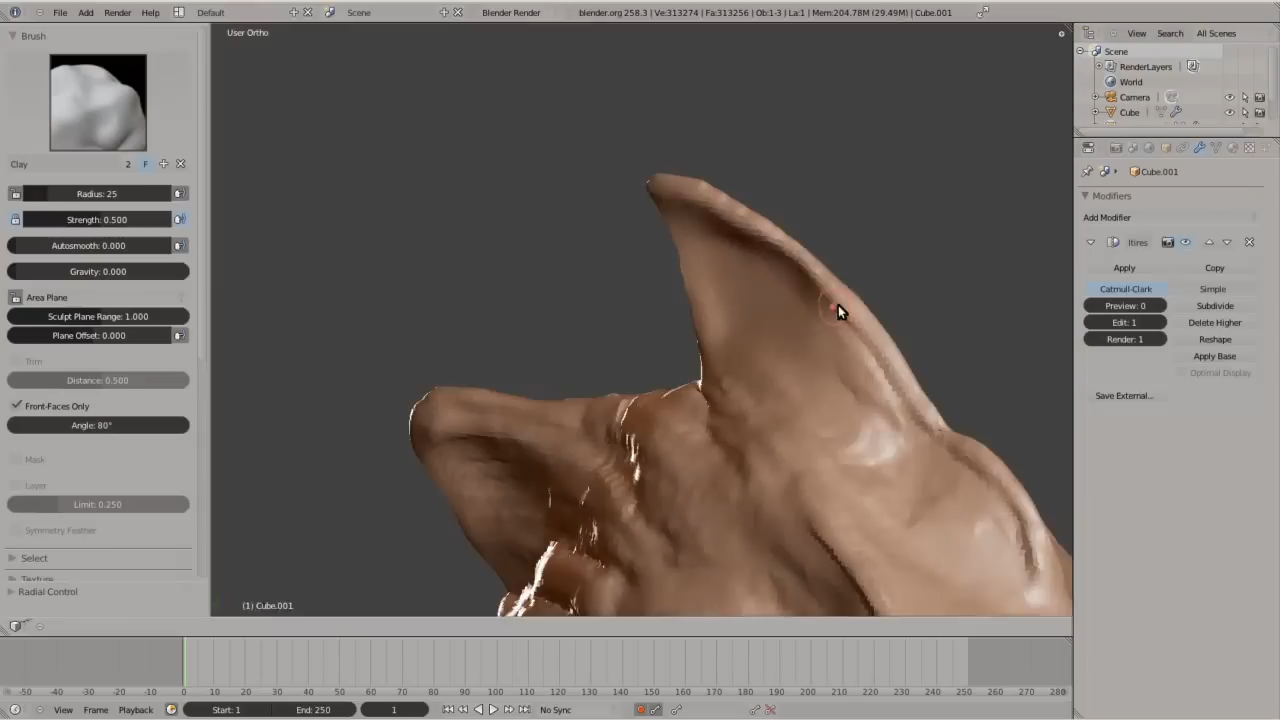 File Add Render Help Default Scene Blender Render blender.org 258.3 | Ve:313274 | Fa:313256 | Ob:1-3 | La:1 | Mem:204.78M (29.49M) | Cube.001
Brush
User Ortho
View Search All Scenes
Scene
RenderLayers |
World
Camera |
Cube |
Clay 2 F
Radius: 25
Strength: 0.500
Autosmooth: 0.000
Gravity: 0.000
Area Plane
Sculpt Plane Range: 1.000
Plane Offset: 0.000
Trim
Distance: 0.500
Front-Faces Only
Angle: 80°
Mask
Layer
Limit: 0.250
Symmetry Feather
Select
Texture
Radial Control
Cube.001
Modifiers
Add Modifier
ltires
Apply Copy
Catmull-Clark Simple
Preview: 0 Subdivide
Edit: 1 Delete Higher
Render: 1 Reshape
Apply Base
Optimal Display
Save External...
(1) Cube.001
-50 -40 -30 -20 -10 0 10 20 30 40 50 60 70 80 90 100 110 120 130 140 150 160 170 180 190 200 210 220 230 240 250 260 270 280
View Frame Playback Start: 1 End: 250 1 No Sync